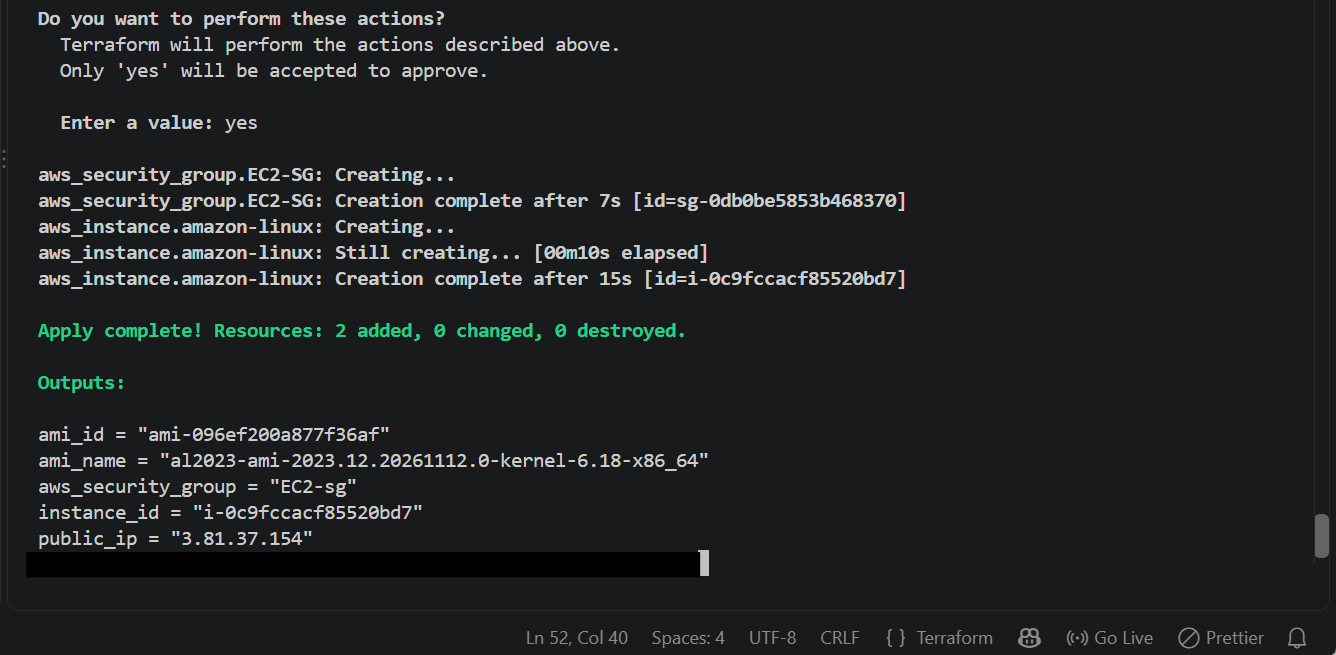 Do you want to perform these actions?
Terraform will perform the actions described above.
Only 'yes' will be accepted to approve.
Enter a value: yes
aws_security_group.EC2-SG: Creating...
aws_security_group.EC2-SG: Creation complete after 7s [id=sg-0db0be5853b468370]
aws_instance.amazon-linux: Creating...
aws_instance.amazon-linux: Still creating... [00m10s elapsed]
aws_instance.amazon-linux: Creation complete after 15s [id=i-0c9fccacf85520bd7]
Apply complete! Resources: 2 added, 0 changed, 0 destroyed.
Outputs:
ami_id = "ami-096ef200a877f36af"
ami_name = "al2023-ami-2023.12.20261112.0-kernel-6.18-x86_64"
aws_security_group = "EC2-sg"
instance_id = "i-0c9fccacf85520bd7"
public_ip = "3.81.37.154"
Ln 52, Col 40 Spaces: 4 UTF-8 CRLF { } Terraform Go Live Prettier